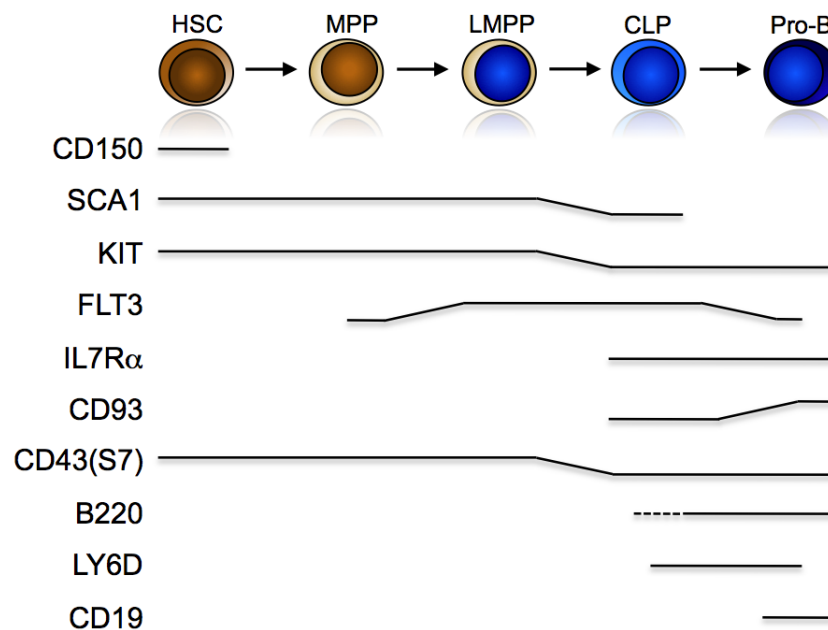 HSC MPP LMPP CLP Pro-B
CD150
SCA1
KIT
FLT3
IL7Rα
CD93
CD43(S7)
B220
LY6D
CD19